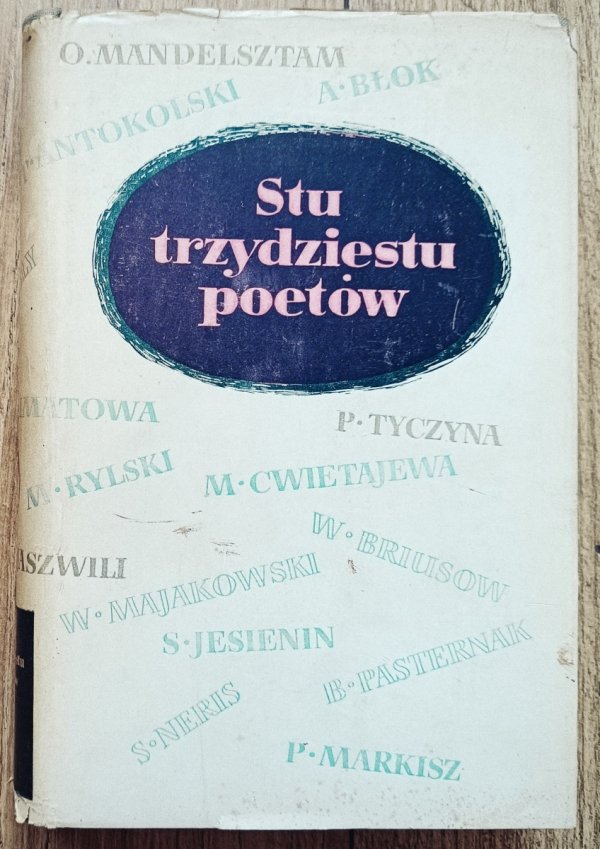 O. MANDELSZTAM
A. BŁOK
ANTOKOLSKI
Stu
trzydziestu
poetów
MATOWA
P. TYCZYNA
M. RYLSKI
M. CWIETAJEWA
W. BRIUSOW
ASZWILI
W. MAJAKOWSKI
S. JESIENIN
B. PASTERNAK
S. NERIS
P. MARKISZ